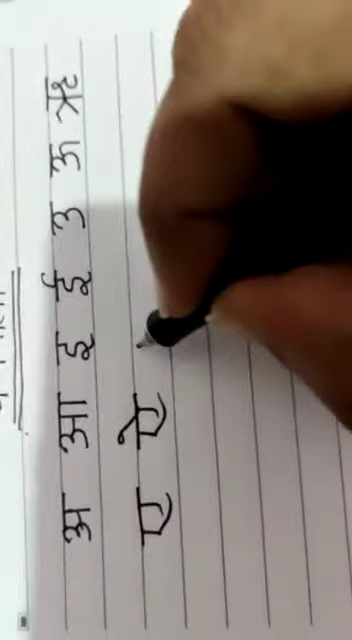 अ आ इ ई उ ऊ ऋ
ए ऐ